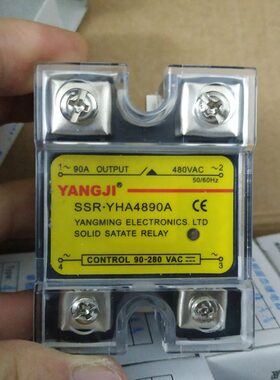 1~ 90A OUTPUT 480VAC ~2
50/60Hz
YANGJI
SSR·YHA4890A CE
YANGMING ELECTRONICS. LTD
SOLID SATATE RELAY
~ CONTROL 90-280 VAC ~
4 3